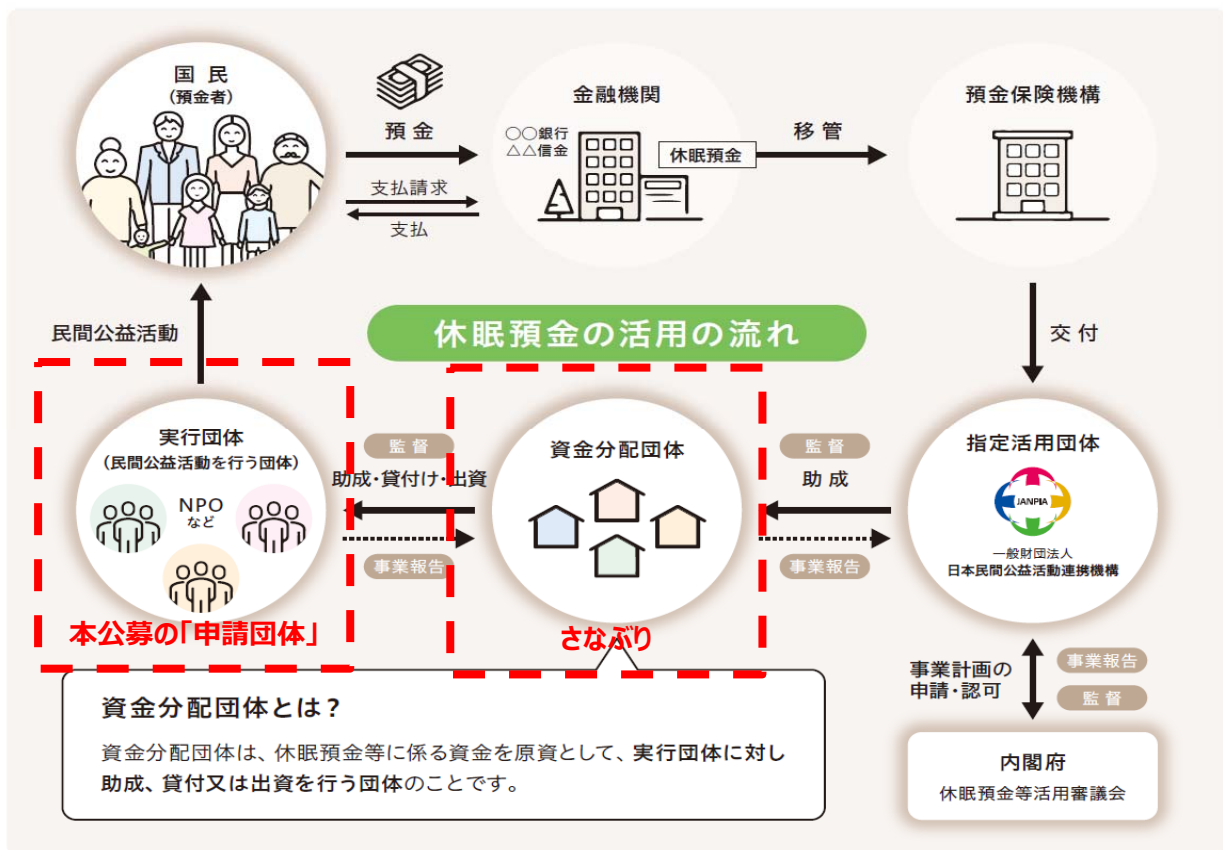 国民
(預金者)
預金
支払請求
支払
金融機関
○○銀行
△△信金
休眠預金
移管
預金保険機構
民間公益活動
休眠預金の活用の流れ
交付
実行団体
(民間公益活動を行う団体)
NPO
など
本公募の「申請団体」
監督
助成・貸付け・出資
事業報告
資金分配団体
さなぶり
監督
助成
事業報告
指定活用団体
JANPIA
一般財団法人
日本民間公益活動連携機構
事業計画の
申請・認可
事業報告
監督
内閣府
休眠預金等活用審議会
資金分配団体とは?
資金分配団体は、休眠預金等に係る資金を原資として、実行団体に対し
助成、貸付又は出資を行う団体のことです。